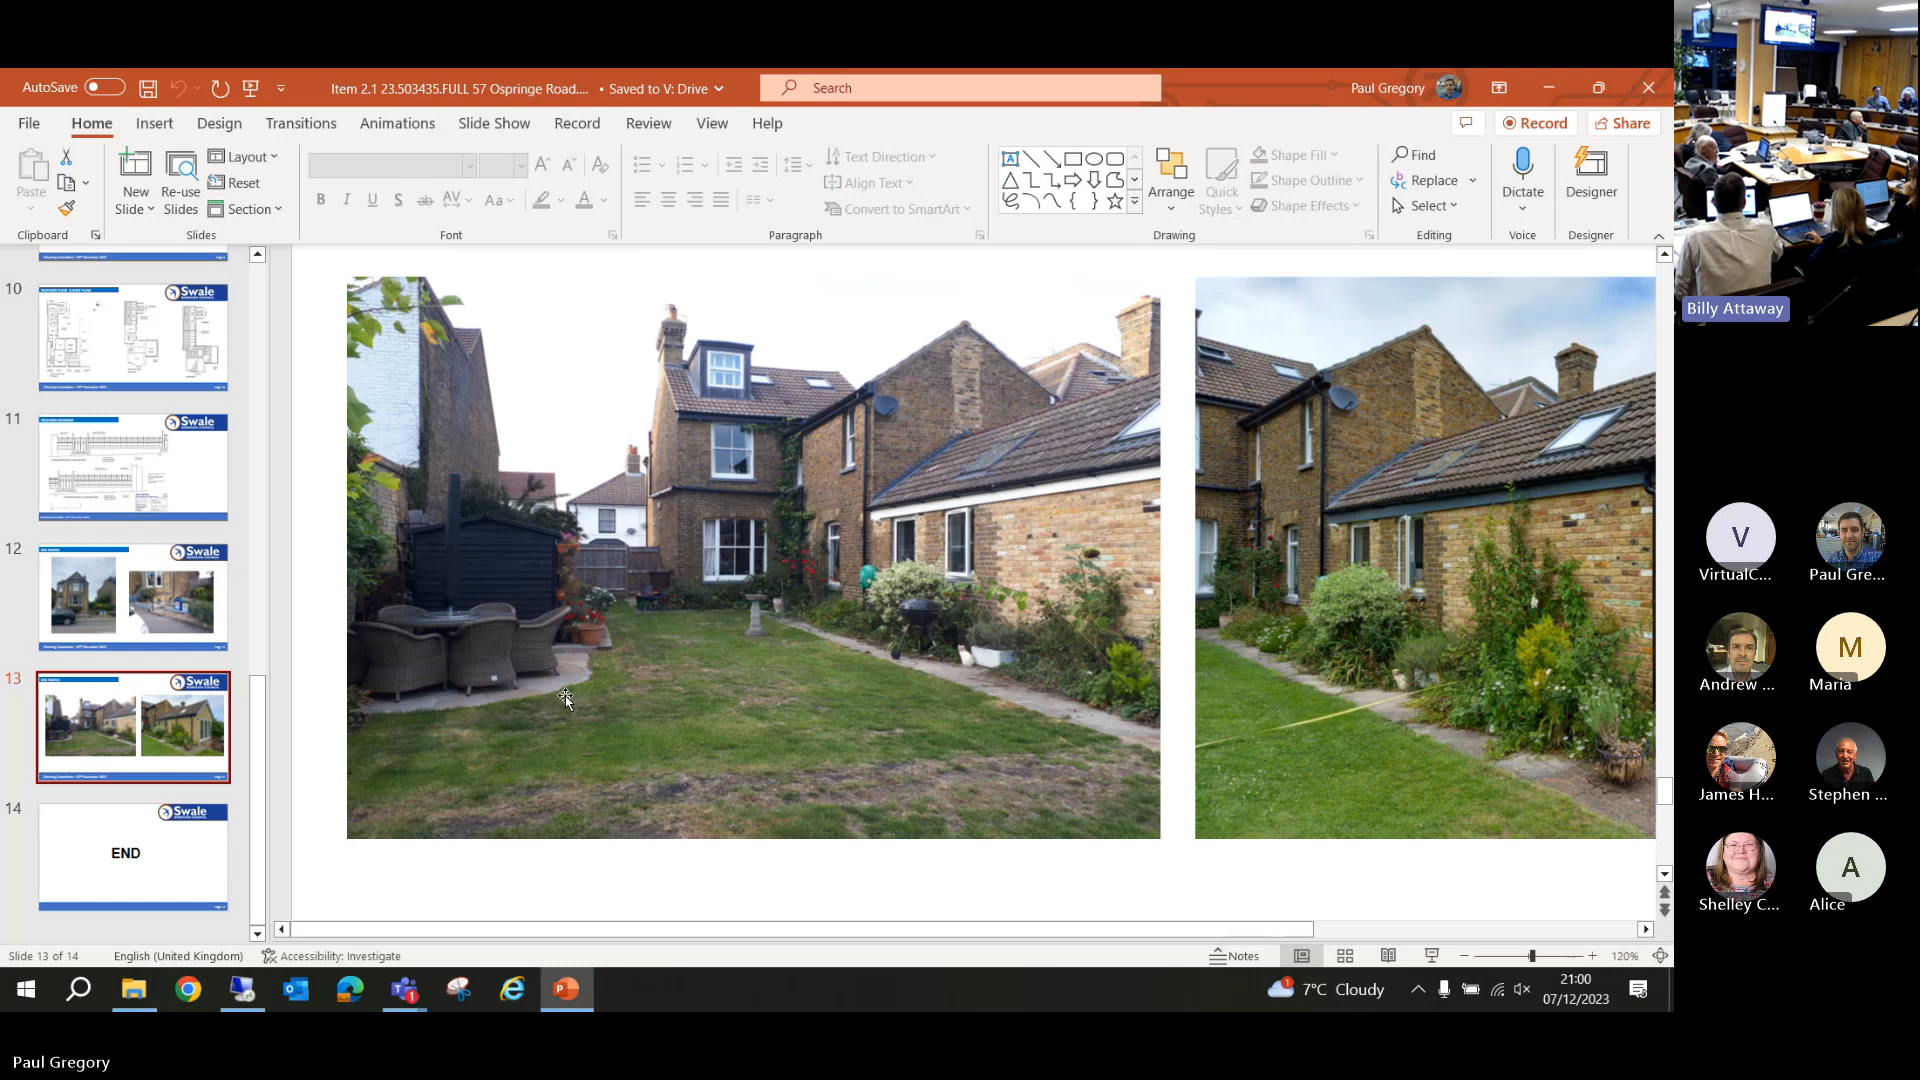 AutoSave
Item 2.1 23.503435.FULL 57 Ospringe Road.... • Saved to V: Drive
Search
Paul Gregory
File Home Insert Design Transitions Animations Slide Show Record Review View Help
Record
Share
Paste
Clipboard
New Slide
Re-use Slides
Layout
Reset
Section
Slides
Font
Text Direction
Align Text
Convert to SmartArt
Paragraph
Arrange
Quick Styles
Shape Fill
Shape Outline
Shape Effects
Drawing
Find
Replace
Select
Editing
Dictate
Voice
Designer
Designer
10
Swale
11
Swale
12
Swale
13
Swale
14
Swale
END
Slide 13 of 14
English (United Kingdom)
Accessibility: Investigate
Notes
120%
7°C Cloudy
21:00
07/12/2023
Billy Attaway
V
VirtualC...
Paul Gre...
Andrew ...
M
Maria
James H...
Stephen ...
Shelley C...
A
Alice
Paul Gregory